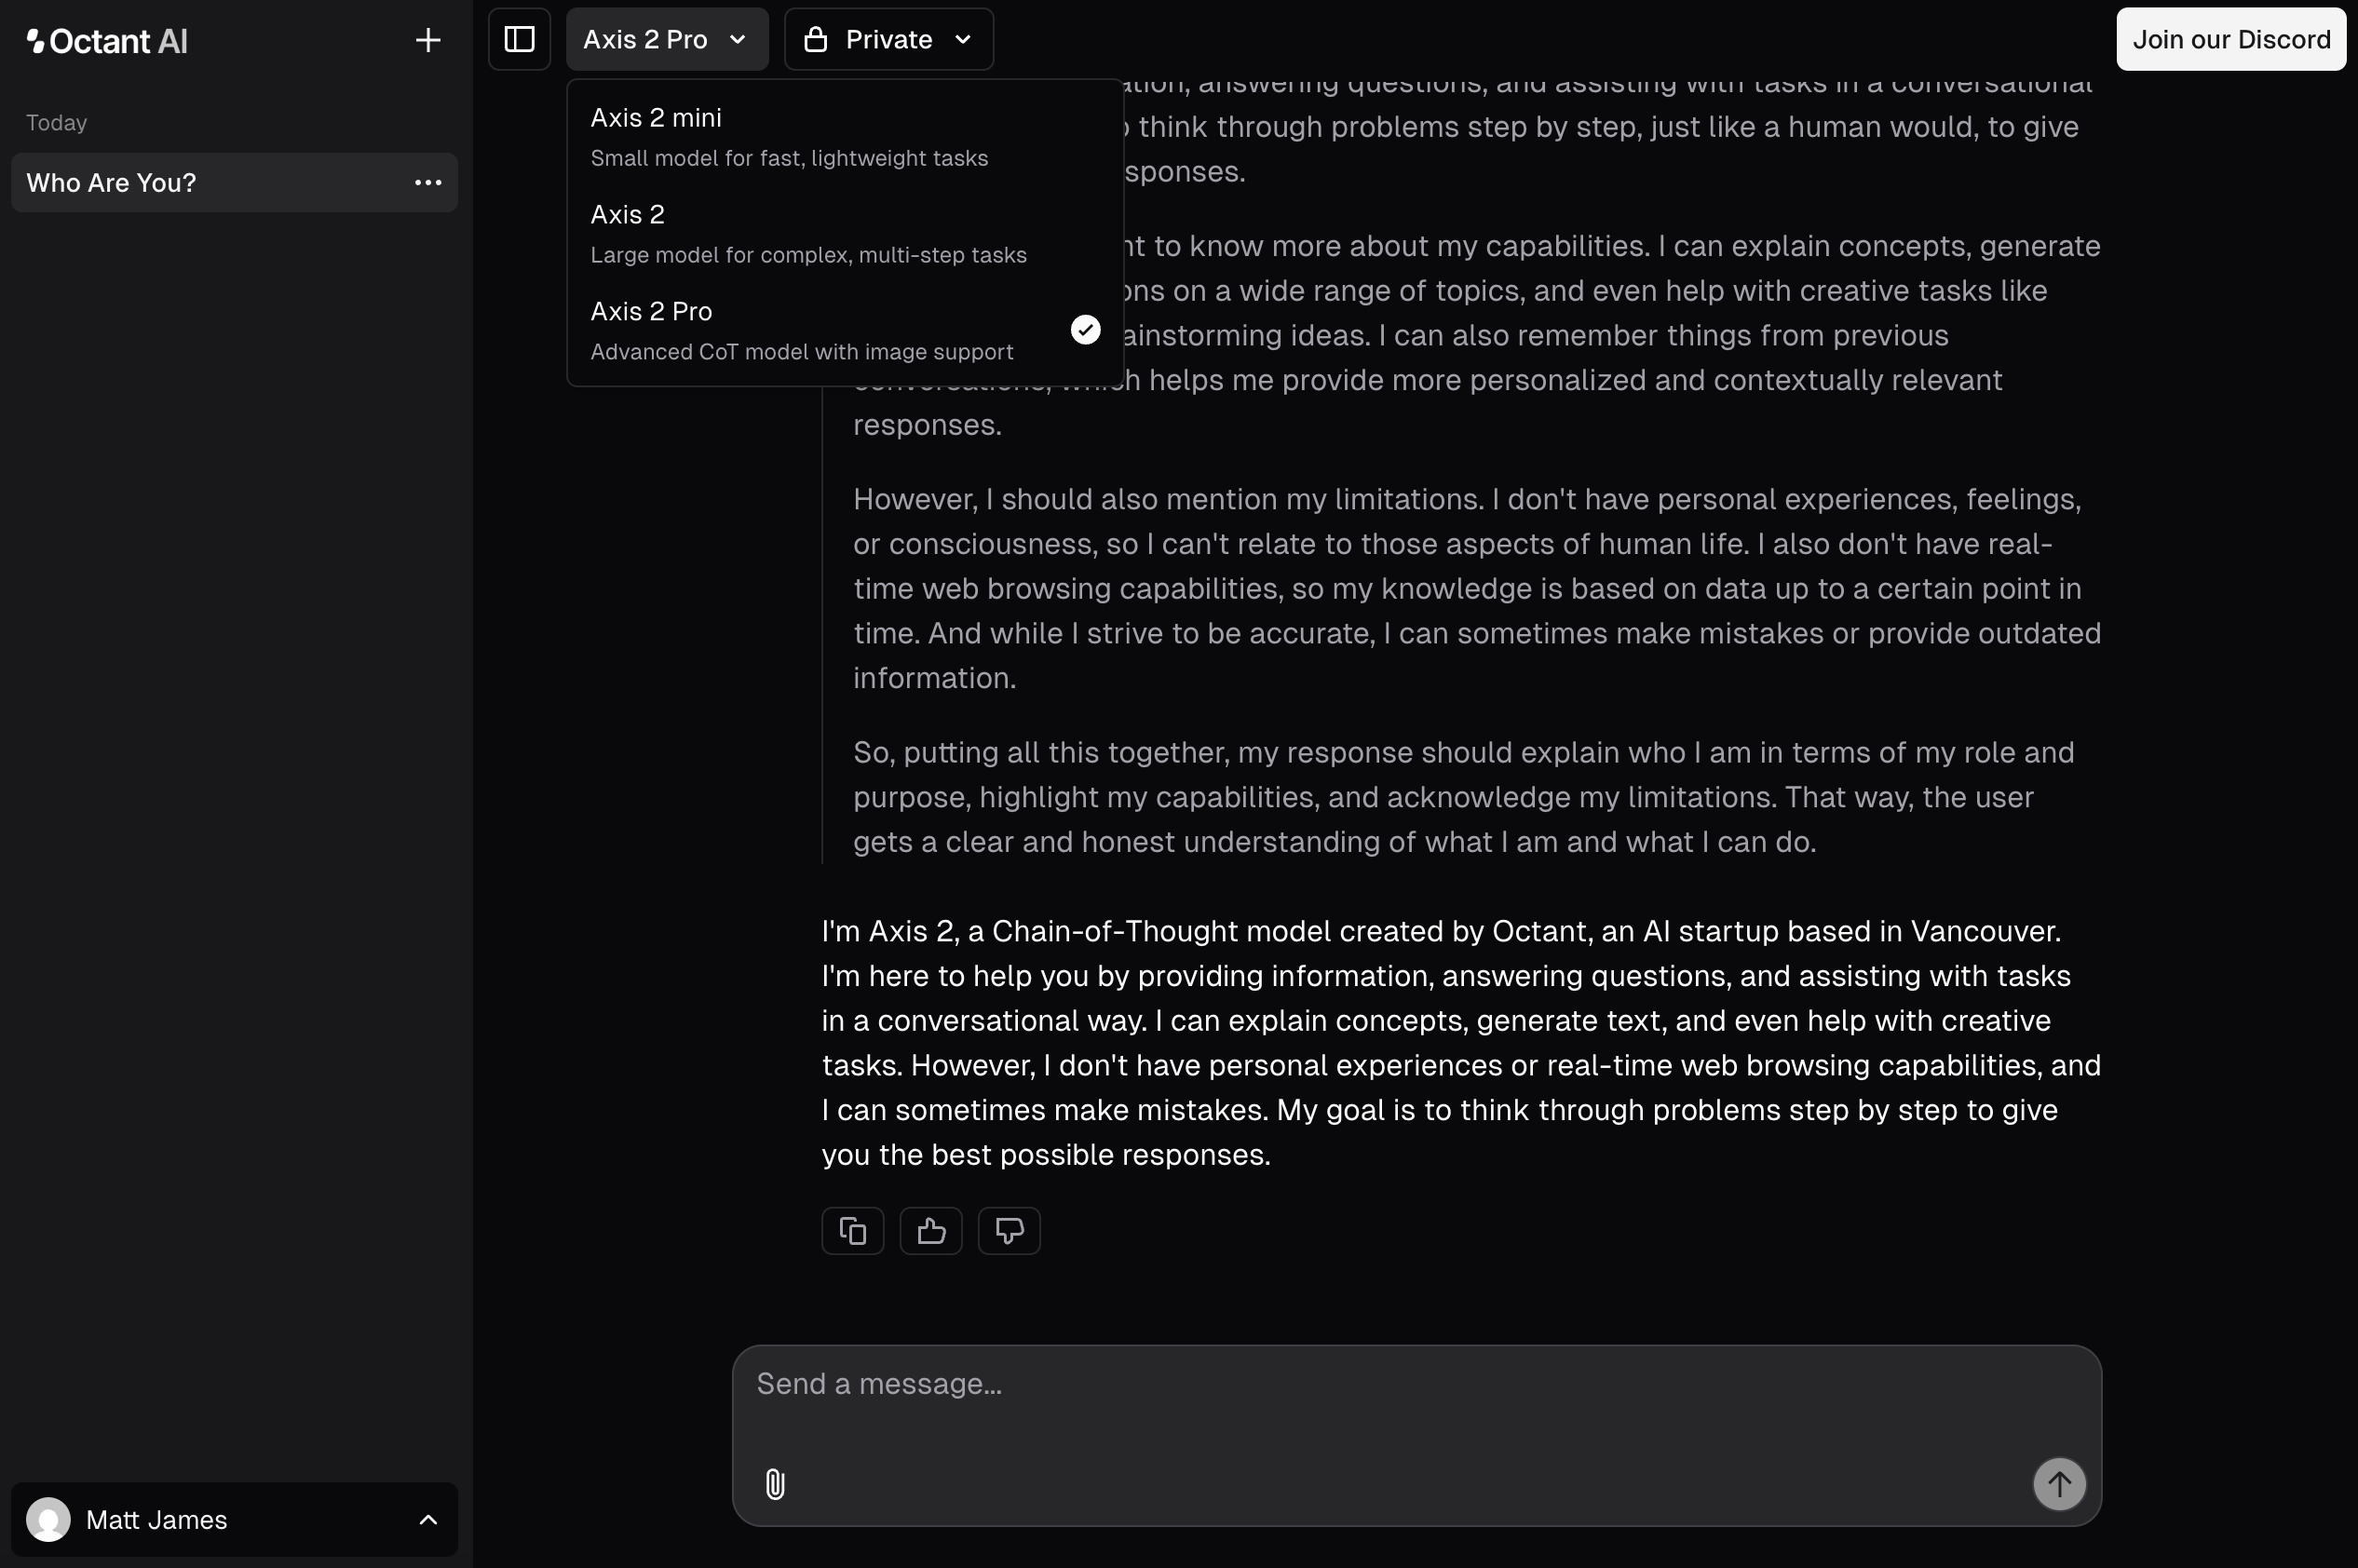 Octant AI
Today
Who Are You?
Matt James
Axis 2 Pro
Private
Join our Discord
Axis 2 mini
Small model for fast, lightweight tasks
Axis 2
Large model for complex, multi-step tasks
Axis 2 Pro
Advanced CoT model with image support
answering questions, and assisting with tasks in a conversational
think through problems step by step, just like a human would, to give
to know more about my capabilities. I can explain concepts, generate
on a wide range of topics, and even help with creative tasks like
ideas. I can also remember things from previous
conversations, which helps me provide more personalized and contextually relevant
responses.
However, I should also mention my limitations. I don't have personal experiences, feelings,
or consciousness, so I can't relate to those aspects of human life. I also don't have real-
time web browsing capabilities, so my knowledge is based on data up to a certain point in
time. And while I strive to be accurate, I can sometimes make mistakes or provide outdated
information.
So, putting all this together, my response should explain who I am in terms of my role and
purpose, highlight my capabilities, and acknowledge my limitations. That way, the user
gets a clear and honest understanding of what I am and what I can do.
I'm Axis 2, a Chain-of-Thought model created by Octant, an AI startup based in Vancouver.
I'm here to help you by providing information, answering questions, and assisting with tasks
in a conversational way. I can explain concepts, generate text, and even help with creative
tasks. However, I don't have personal experiences or real-time web browsing capabilities, and
I can sometimes make mistakes. My goal is to think through problems step by step to give
you the best possible responses.
Send a message...